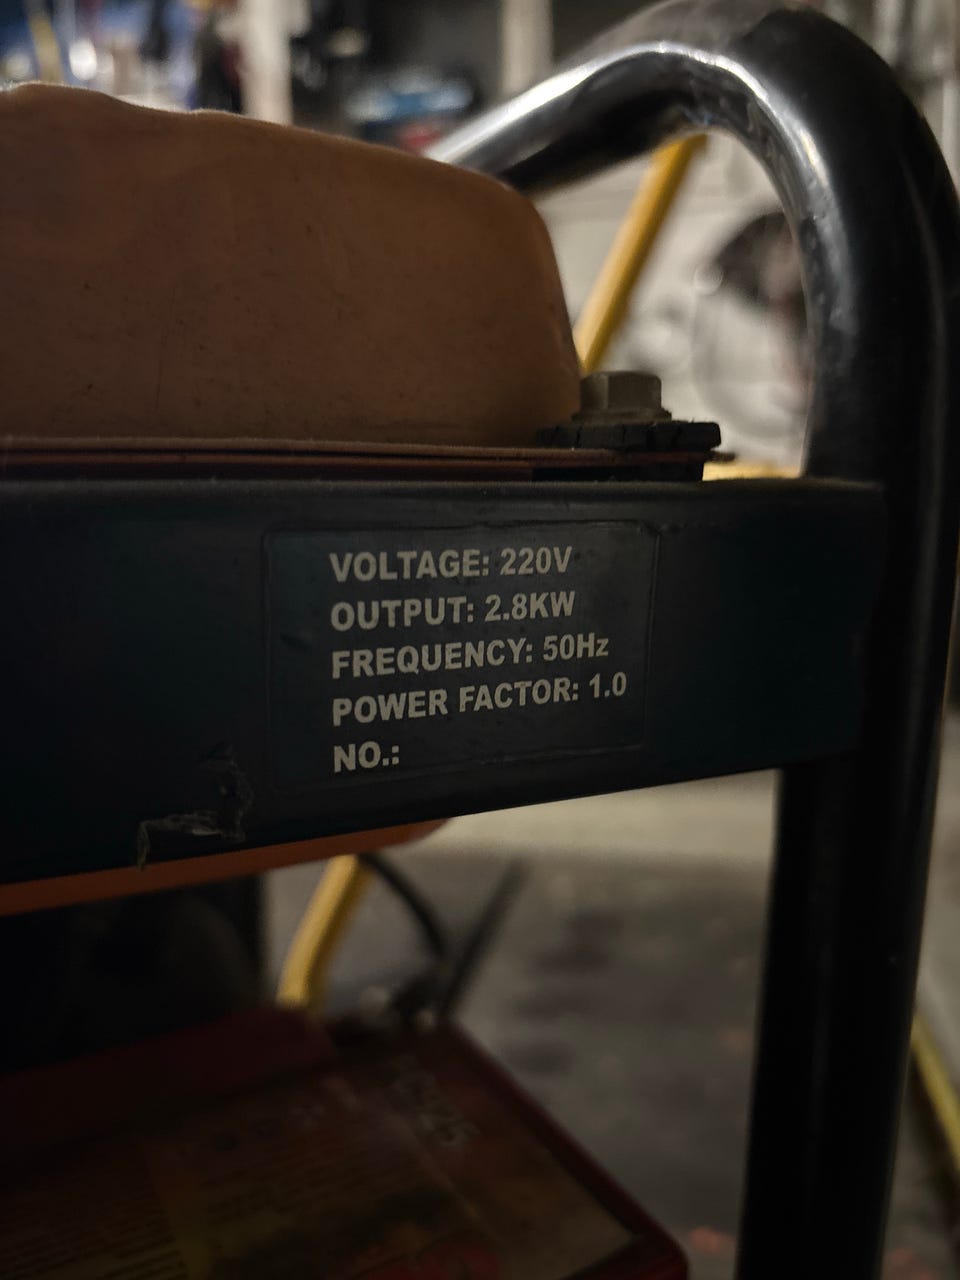 VOLTAGE: 220V
OUTPUT: 2.8KW
FREQUENCY: 50Hz
POWER FACTOR: 1.0
NO.: